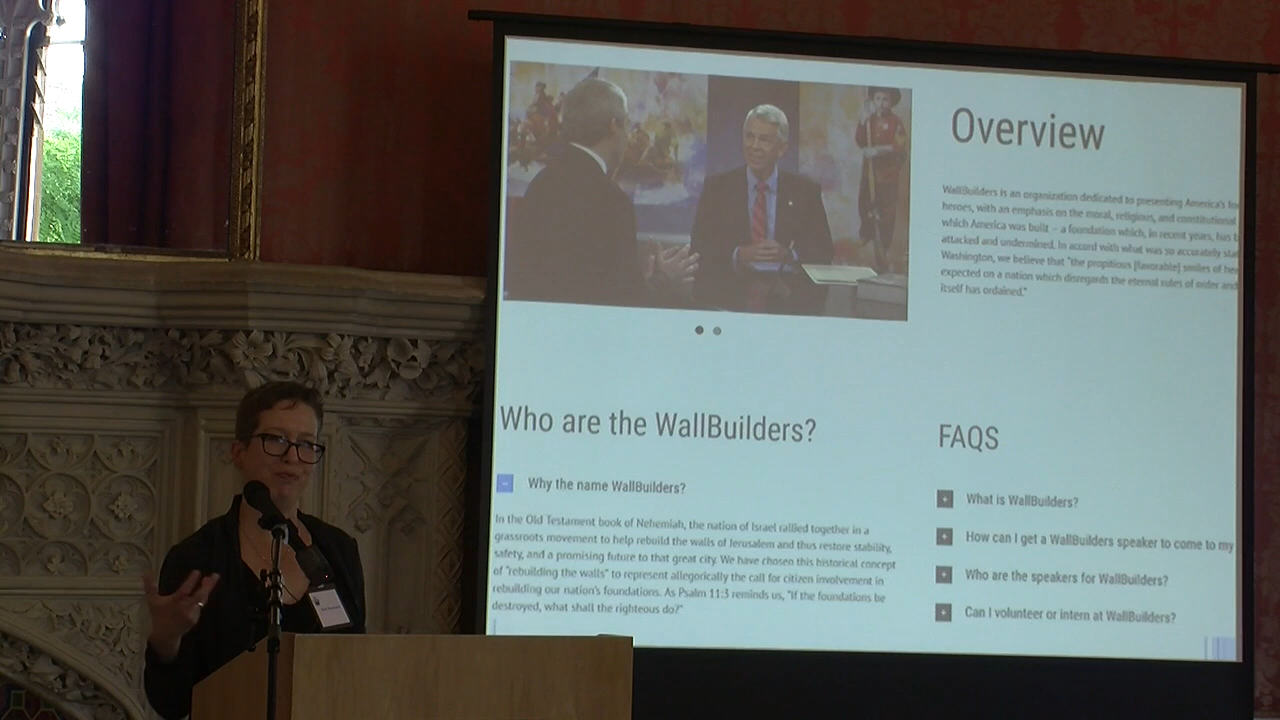 Overview
WallBuilders is an organization dedicated to presenting America's
heroes, with an emphasis on the moral, religious, and constitutional
which America was built – a foundation which, in recent years, has
attacked and undermined. In accord with what was so accurately
Washington, we believe that "the propitious [favorable] smiles of
expected on a nation which disregards the eternal rules of order and
itself has ordained."
Who are the WallBuilders?
Why the name WallBuilders?
In the Old Testament book of Nehemiah, the nation of Israel rallied together in a
grassroots movement to help rebuild the walls of Jerusalem and thus restore stability,
safety, and a promising future to that great city. We have chosen this historical concept
of "rebuilding the walls" to represent allegorically the call for citizen involvement in
rebuilding our nation's foundations. As Psalm 11:3 reminds us, "If the foundations be
destroyed, what shall the righteous do?"
FAQS
What is WallBuilders?
How can I get a WallBuilders speaker to come to my
Who are the speakers for WallBuilders?
Can I volunteer or intern at WallBuilders?